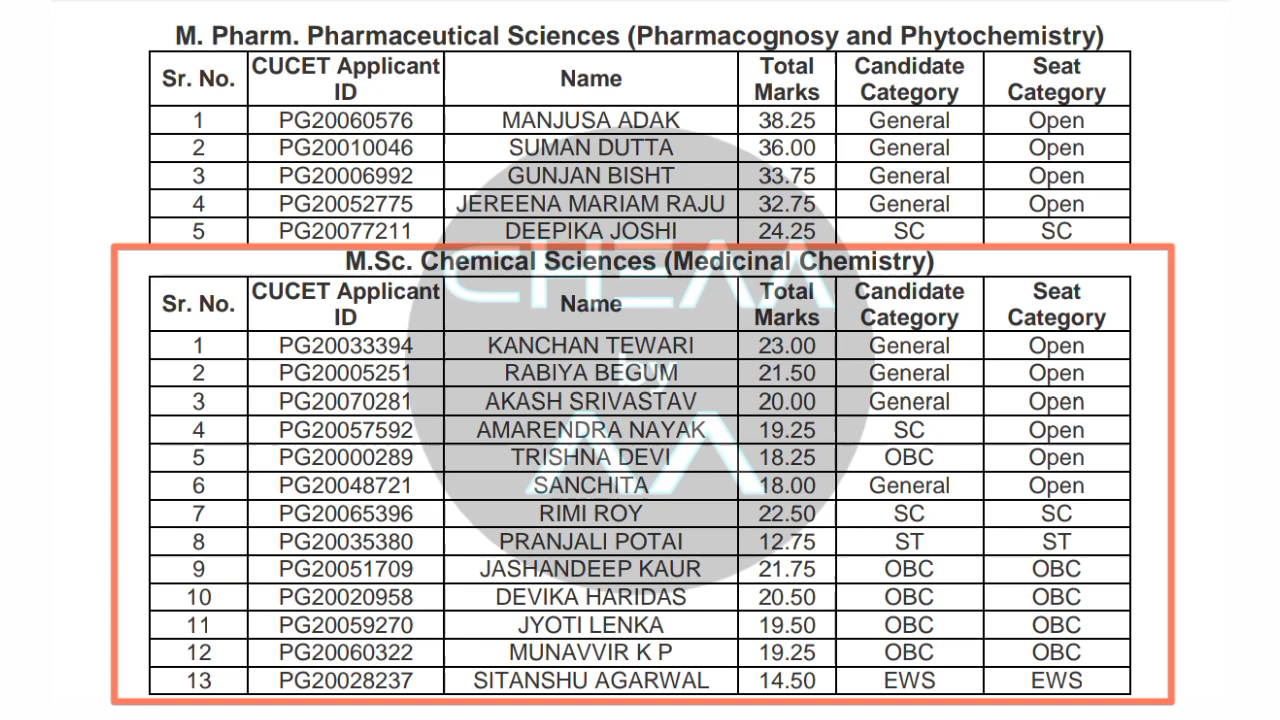 M. Pharm. Pharmaceutical Sciences (Pharmacognosy and Phytochemistry)
Sr. No. CUCET Applicant ID Name Total Marks Candidate Category Seat Category
1 PG20060576 MANJUSA ADAK 38.25 General Open
2 PG20010046 SUMAN DUTTA 36.00 General Open
3 PG20006992 GUNJAN BISHT 33.75 General Open
4 PG20052775 JEREENA MARIAM RAJU 32.75 General Open
5 PG20077211 DEEPIKA JOSHI 24.25 SC SC
M.Sc. Chemical Sciences (Medicinal Chemistry)
Sr. No. CUCET Applicant ID Name Total Marks Candidate Category Seat Category
1 PG20033394 KANCHAN TEWARI 23.00 General Open
2 PG20005251 RABIYA BEGUM 21.50 General Open
3 PG20070281 AKASH SRIVASTAV 20.00 General Open
4 PG20057592 AMARENDRA NAYAK 19.25 SC Open
5 PG20000289 TRISHNA DEVI 18.25 OBC Open
6 PG20048721 SANCHITA 18.00 General Open
7 PG20065396 RIMI ROY 22.50 SC SC
8 PG20035380 PRANJALI POTAI 12.75 ST ST
9 PG20051709 JASHANDEEP KAUR 21.75 OBC OBC
10 PG20020958 DEVIKA HARIDAS 20.50 OBC OBC
11 PG20059270 JYOTI LENKA 19.50 OBC OBC
12 PG20060322 MUNAVVIR K P 19.25 OBC OBC
13 PG20028237 SITANSHU AGARWAL 14.50 EWS EWS
CHEAA
by
AA